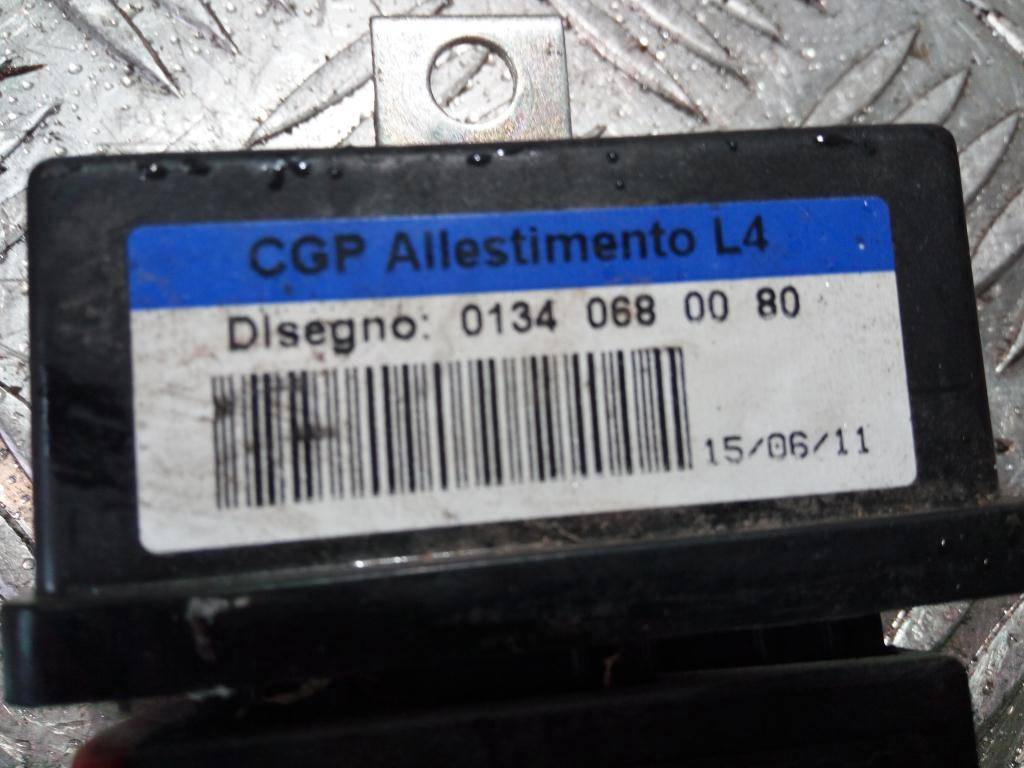 CGP Allestimento L4
Disegno: 0134 068 00 80
15/06/11